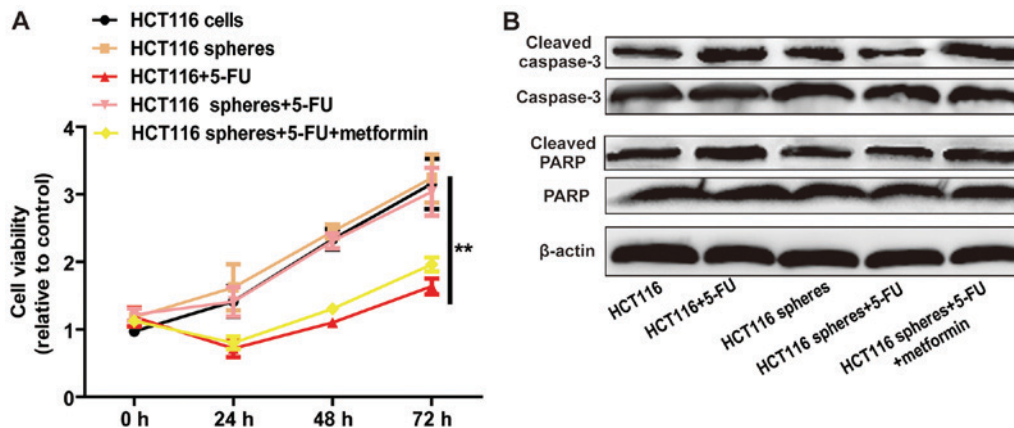 A
HCT116 cells
HCT116 spheres
HCT116+5-FU
HCT116 spheres+5-FU
HCT116 spheres+5-FU+metformin
Cell viability
(relative to control)
4
3
2
1
0
**
0 h
24 h
48 h
72 h
B
Cleaved
caspase-3
Caspase-3
Cleaved
PARP
PARP
β-actin
HCT116
HCT116+5-FU
HCT116 spheres
HCT116 spheres+5-FU
HCT116 spheres+5-FU
+metformin